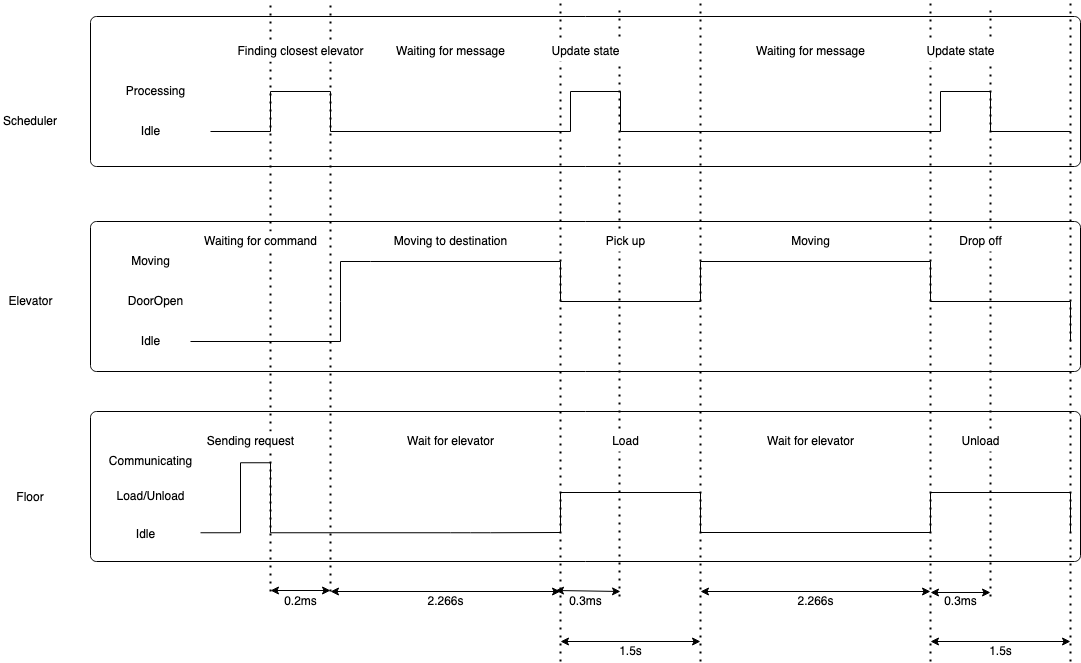 Finding closest elevator Waiting for message Update state Waiting for message Update state
Processing
Scheduler
Idle
Waiting for command Moving to destination Pick up Moving Drop off
Moving
Elevator
DoorOpen
Idle
Sending request Wait for elevator Load Wait for elevator Unload
Communicating
Floor
Load/Unload
Idle
0.2ms 2.266s 0.3ms 2.266s 0.3ms
1.5s 1.5s